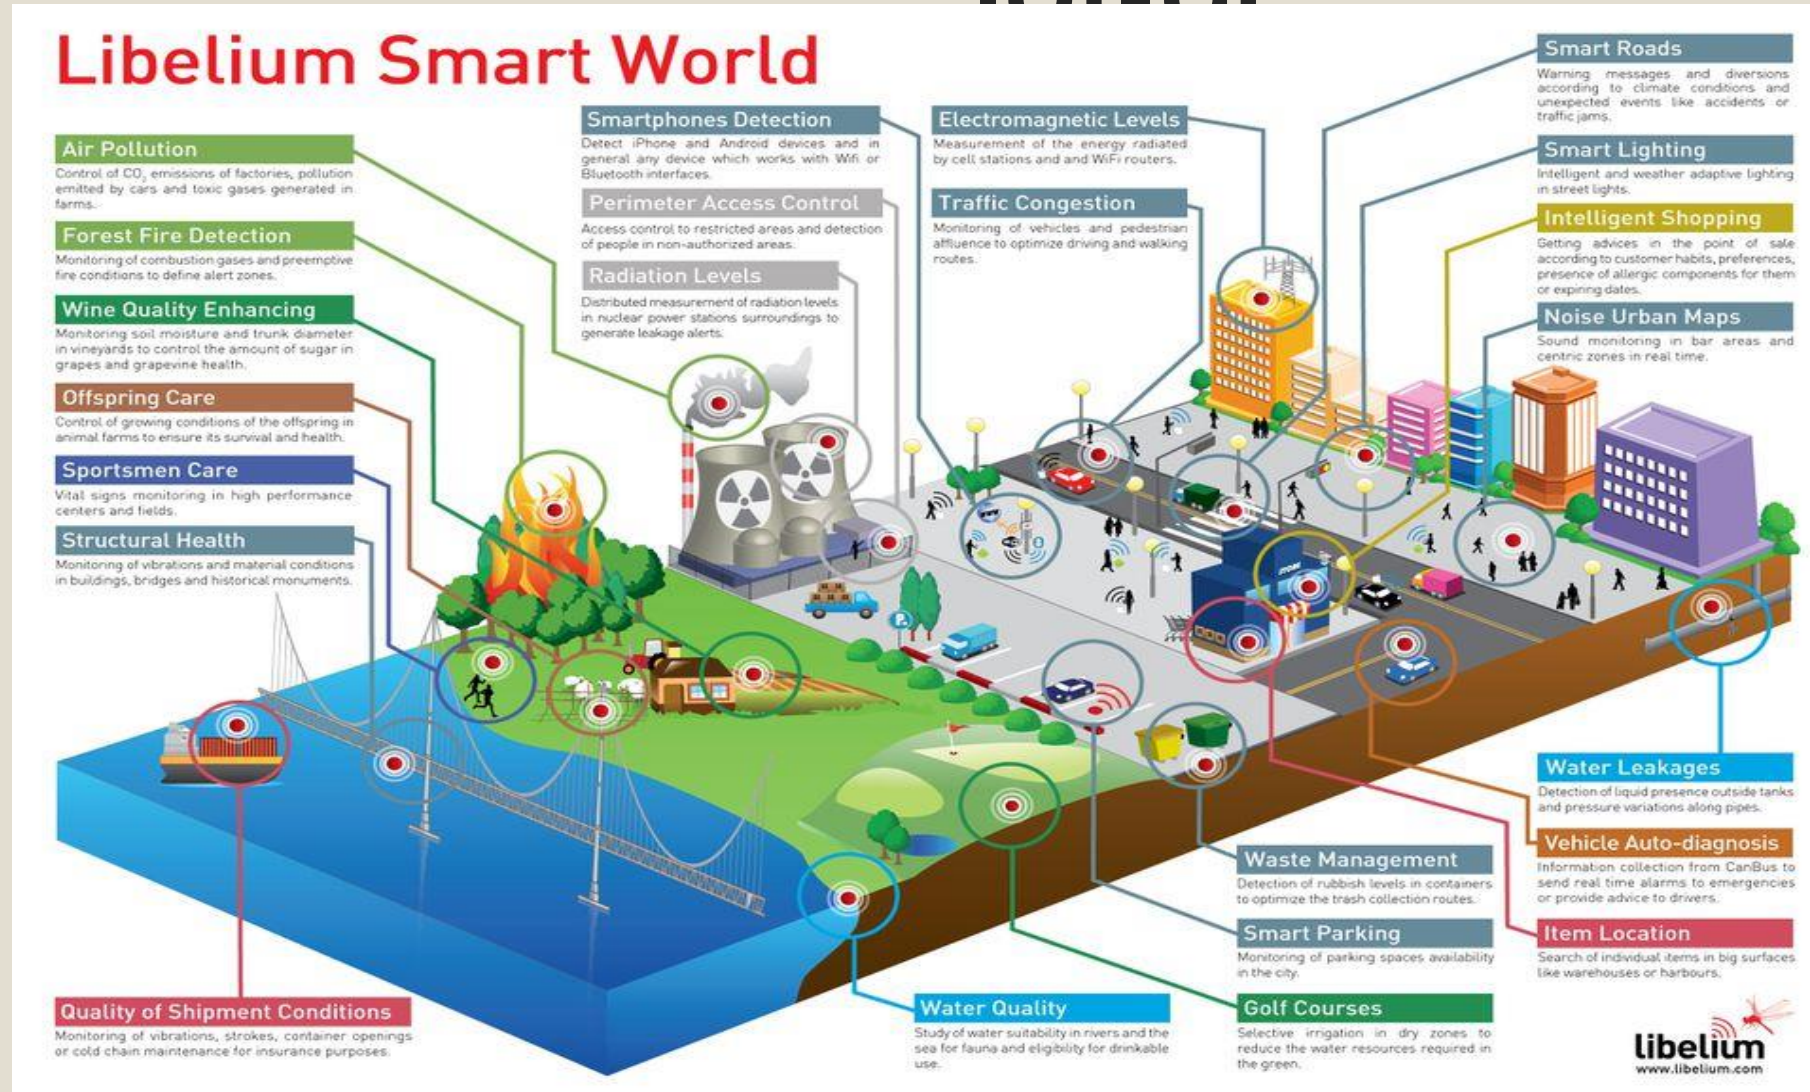 Libelium Smart World
Air Pollution
Control of CO₂ emissions of factories, pollution
emitted by cars and toxic gases generated in
farms.
Forest Fire Detection
Monitoring of combustion gases and preemptive
fire conditions to define alert zones.
Wine Quality Enhancing
Monitoring soil moisture and trunk diameter
in vineyards to control the amount of sugar in
grapes and grapevine health.
Offspring Care
Control of growing conditions of the offspring in
animal farms to ensure its survival and health.
Sportsmen Care
Vital signs monitoring in high performance
centers and fields.
Structural Health
Monitoring of vibrations and material conditions
in buildings, bridges and historical monuments.
Quality of Shipment Conditions
Monitoring of vibrations, strokes, container openings
or cold chain maintenance for insurance purposes.
Smartphones Detection
Detect iPhone and Android devices and in
general any device which works with Wifi or
Bluetooth interfaces.
Perimeter Access Control
Access control to restricted areas and detection
of people in non-authorized areas.
Radiation Levels
Distributed measurement of radiation levels
in nuclear power stations surroundings to
generate leakage alerts.
Electromagnetic Levels
Measurement of the energy radiated
by cell stations and and WiFi routers.
Traffic Congestion
Monitoring of vehicles and pedestrian
affluence to optimize driving and walking
routes.
Smart Roads
Warning messages and diversions
according to climate conditions and
unexpected events like accidents or
traffic jams.
Smart Lighting
Intelligent and weather adaptive lighting
in street lights.
Intelligent Shopping
Getting advices in the point of sale
according to customer habits, preferences,
presence of allergic components for them
or expiring dates.
Noise Urban Maps
Sound monitoring in bar areas and
centric zones in real time.
P
STORE
Water Leakages
Detection of liquid presence outside tanks
and pressure variations along pipes.
Vehicle Auto-diagnosis
Information collection from CanBus to
send real time alarms to emergencies
or provide advice to drivers.
Item Location
Search of individual items in big surfaces
like warehouses or harbours.
Waste Management
Detection of rubbish levels in containers
to optimize the trash collection routes.
Smart Parking
Monitoring of parking spaces availability
in the city.
Golf Courses
Selective irrigation in dry zones to
reduce the water resources required in
the green.
Water Quality
Study of water suitability in rivers and the
sea for fauna and eligibility for drinkable
use.
libelium
www.libelium.com